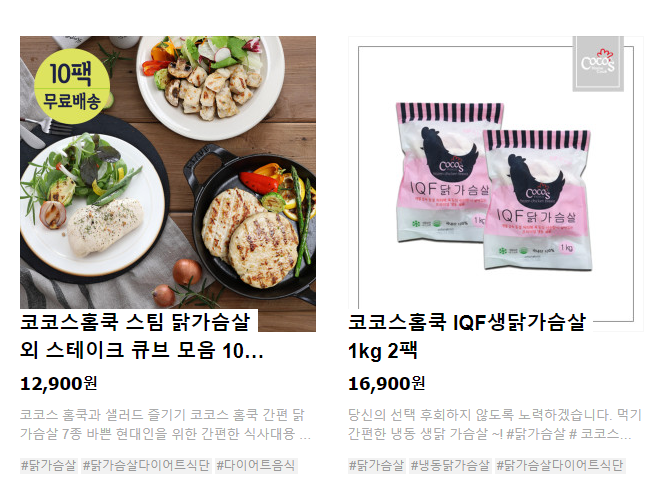 10팩
무료배송
Coco's
Coco's
IQF닭가슴살
1kg
Coco's
IQF닭가슴살
1kg
코코스홈쿡 스팀 닭가슴살
외 스테이크 큐브 모음 10...
12,900원
코코스 홈쿡과 샐러드 즐기기 코코스 홈쿡 간편 닭
가슴살 7종 바쁜 현대인을 위한 간편한 식사대용 ...
#닭가슴살 #닭가슴살다이어트식단 #다이어트음식
코코스홈쿡 IQF생닭가슴살
1kg 2팩
16,900원
당신의 선택 후회하지 않도록 노력하겠습니다. 먹기
간편한 냉동 생닭 가슴살 ~! #닭가슴살 # 코코스...
#닭가슴살 #냉동닭가슴살 #닭가슴살다이어트식단